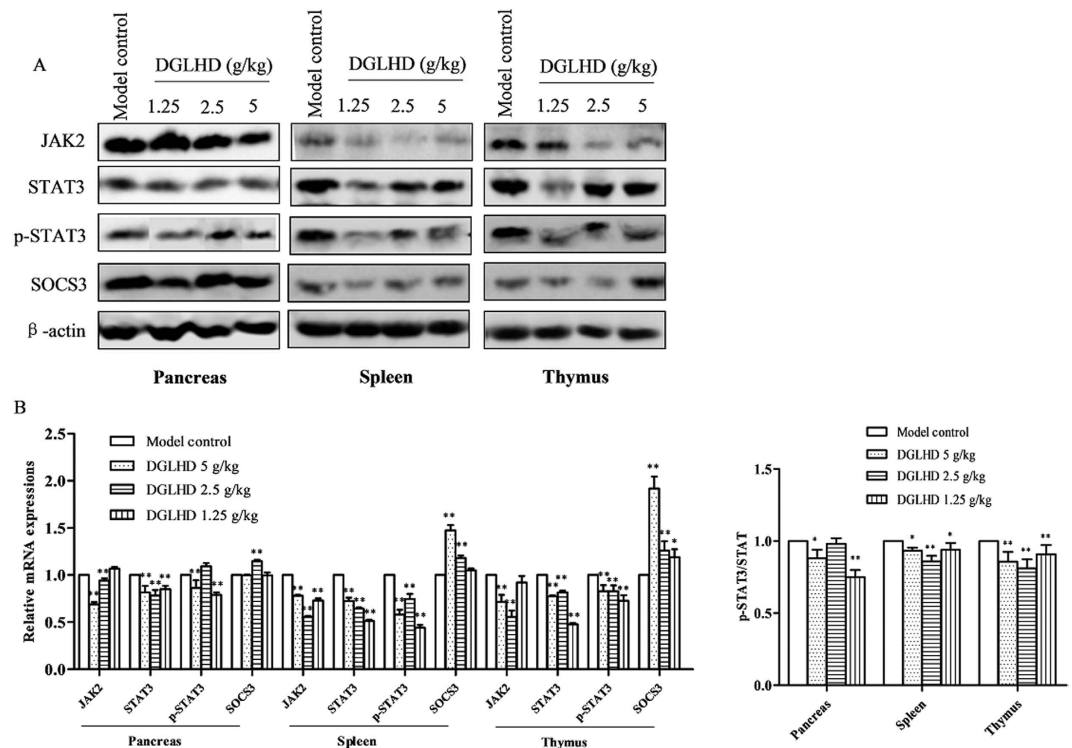 A
Model control
DGLHD (g/kg)
1.25 2.5 5
Model control
DGLHD (g/kg)
1.25 2.5 5
Model control
DGLHD (g/kg)
1.25 2.5 5
JAK2
STAT3
p-STAT3
SOCS3
β-actin
Pancreas Spleen Thymus
B
Relative mRNA expressions
2.5
2.0
1.5
1.0
0.5
0.0
Model control
DGLHD 5 g/kg
DGLHD 2.5 g/kg
DGLHD 1.25 g/kg
** ** ** ** ** ** ** ** ** ** ** ** ** ** ** ** ** ** ** ** ** ** ** ** ** ** ** ** ** ** ** *
JAK2 STAT3 p-STAT3 SOCS3 JAK2 STAT3 p-STAT3 SOCS3 JAK2 STAT3 p-STAT3 SOCS3
Pancreas Spleen Thymus
p-STAT3/STAT
1.5
1.0
0.5
0.0
Model control
DGLHD 5 g/kg
DGLHD 2.5 g/kg
DGLHD 1.25 g/kg
* ** * ** * ** ** **
Pancreas Spleen Thymus